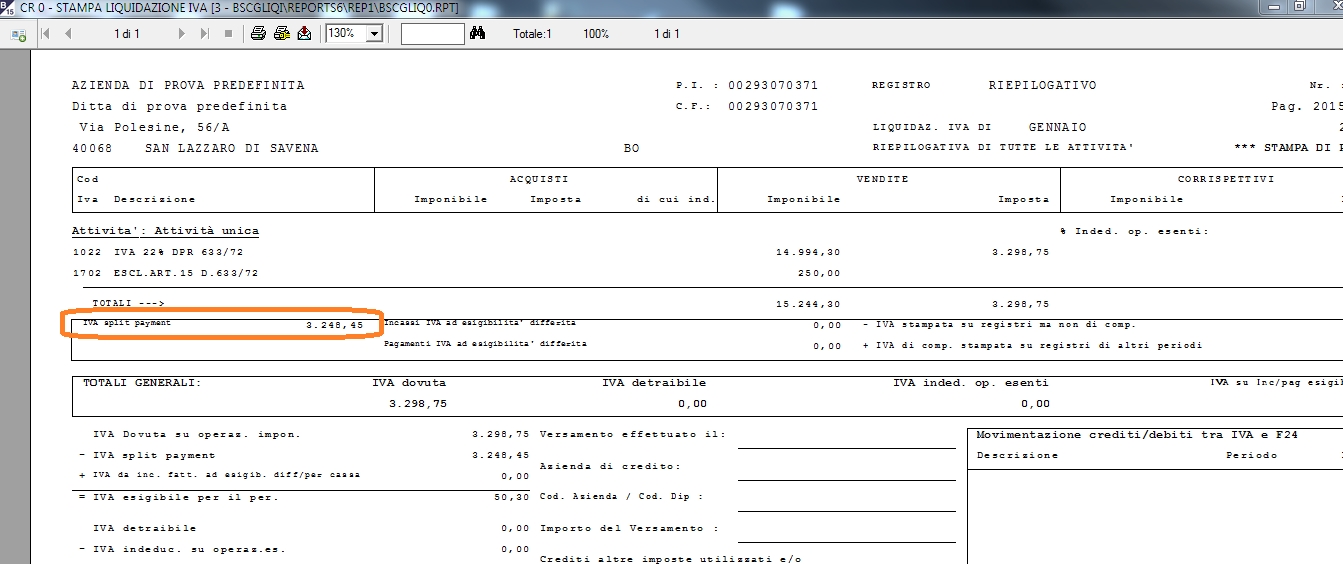 CR 0 - STAMPA LIQUIDAZIONE IVA [3 - BSCGLIQI\REPORTS6\REP1\BSCGLIQ0.RPT]
1 di 1 130% Totale:1 100% 1 di 1
AZIENDA DI PROVA PREDEFINITA P.I. : 00293070371 REGISTRO RIEPILOGATIVO Nr. :
Ditta di prova predefinita C.F.: 00293070371 Pag. 2015
Via Polesine, 56/A LIQUIDAZ. IVA DI GENNAIO 2
40068 SAN LAZZARO DI SAVENA BO RIEPILOGATIVA DI TUTTE LE ATTIVITA' *** STAMPA DI
Cod ACQUISTI VENDITE CORRISPETTIVI
Iva Descrizione Imponibile Imposta di cui ind. Imponibile Imposta Imponibile
Attivita': Attività unica % Inded. op. esenti:
1022 IVA 22% DPR 633/72 14.994,30 3.298,75
1702 ESCL.ART.15 D.633/72 250,00
TOTALI ---> 15.244,30 3.298,75
IVA split payment 3.248,45 Incassi IVA ad esigibilita' differita 0,00 - IVA stampata su registri ma non di comp.
Pagamenti IVA ad esigibilita' differita 0,00 + IVA di comp. stampata su registri di altri periodi
TOTALI GENERALI: IVA dovuta IVA detraibile IVA inded. op. esenti IVA su Inc/pag esigi
3.298,75 0,00 0,00
IVA Dovuta su operaz. impon. 3.298,75 Versamento effettuato il: Movimentazione crediti/debiti tra IVA e F24
- IVA split payment 3.248,45 Descrizione Periodo
Azienda di credito:
+ IVA da inc. fatt. ad esigib. diff/per cassa 0,00
= IVA esigibile per il per. 50,30 Cod. Azienda / Cod. Dip :
IVA detraibile 0,00 Importo del Versamento :
- IVA indeduc. su operaz.es. 0,00
Crediti altre imposte utilizzati e/o